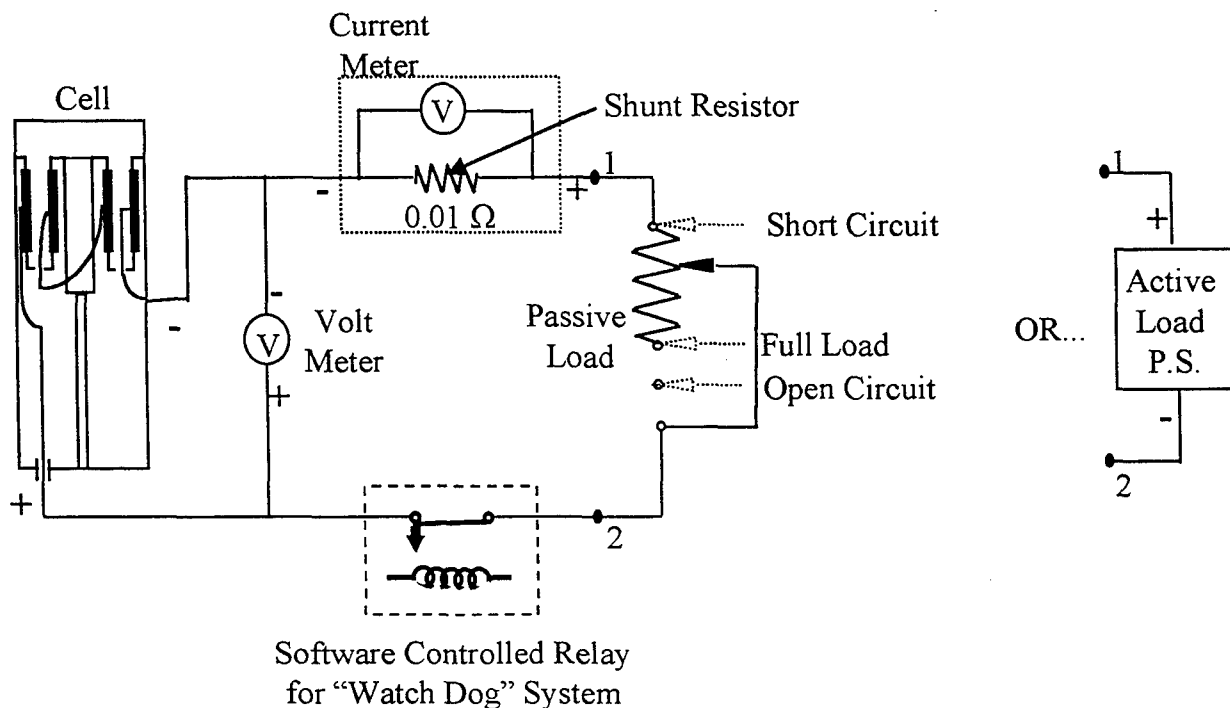 Current
Meter
Cell
V
Shunt Resistor
1
-
+
0.01 Ω
Short Circuit
1
+
-
-
V
Volt
Meter
+
Passive
Load
Full Load
Open Circuit
OR...
Active
Load
P.S.
-
2
+
2
Software Controlled Relay
for “Watch Dog” System